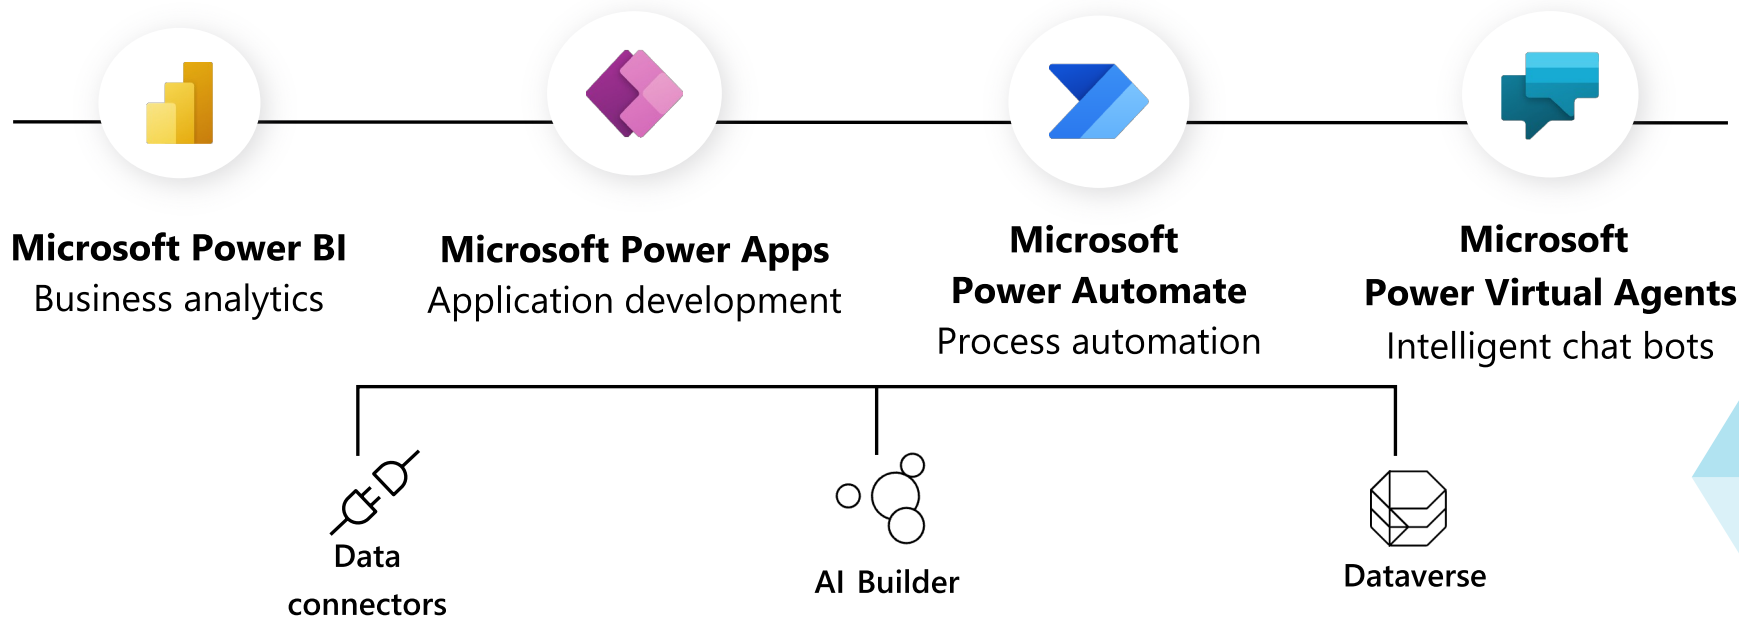 Microsoft Power BI
Business analytics
Microsoft Power Apps
Application development
Microsoft
Power Automate
Process automation
Microsoft
Power Virtual Agents
Intelligent chat bots
Data
connectors
AI Builder
Dataverse